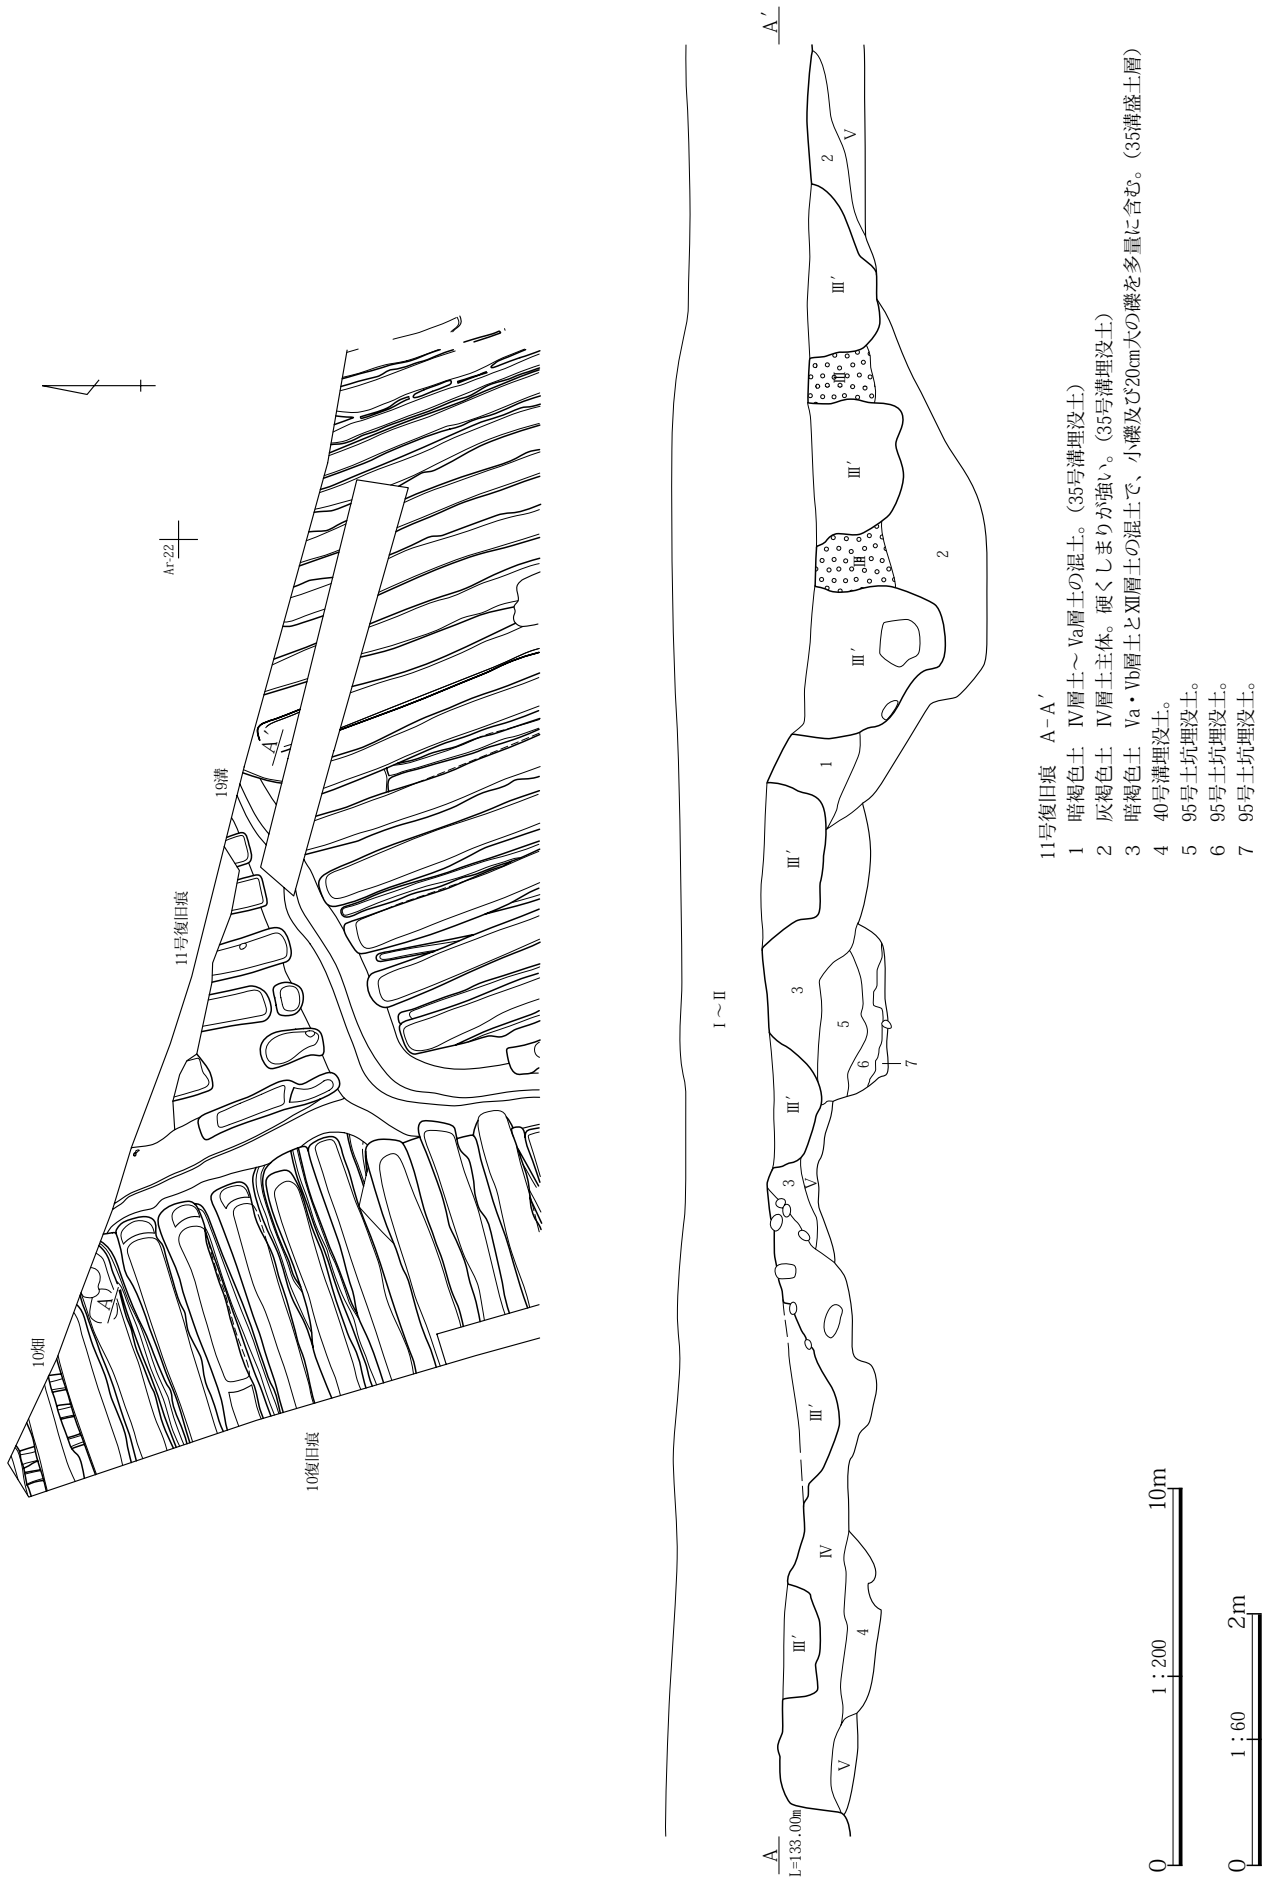 10畑
10復旧痕
11号復旧痕
19溝
Ar-22
A
A′
A
L=133.00m
A′
Ⅰ～Ⅱ
Ⅴ
4
Ⅲ′
Ⅳ
Ⅲ′
3
Ⅴ
Ⅲ′
6
7
5
3
Ⅲ′
1
Ⅲ′
2
Ⅲ
Ⅲ′
Ⅲ
Ⅲ′
2
Ⅴ
11号復旧痕　A-A′
1　暗褐色土　Ⅳ層土～Ⅴa層土の混土。（35号溝埋没土）
2　灰褐色土　Ⅳ層土主体。硬くしまりが強い。（35号溝埋没土）
3　暗褐色土　Ⅴa・Ⅴb層土とⅫ層土の混土で、小礫及び20cm大の礫を多量に含む。（35溝盛土層）
4　40号溝埋没土。
5　95号土坑埋没土。
6　95号土坑埋没土。
7　95号土坑埋没土。
0　1：200　10m
0　1：60　2m